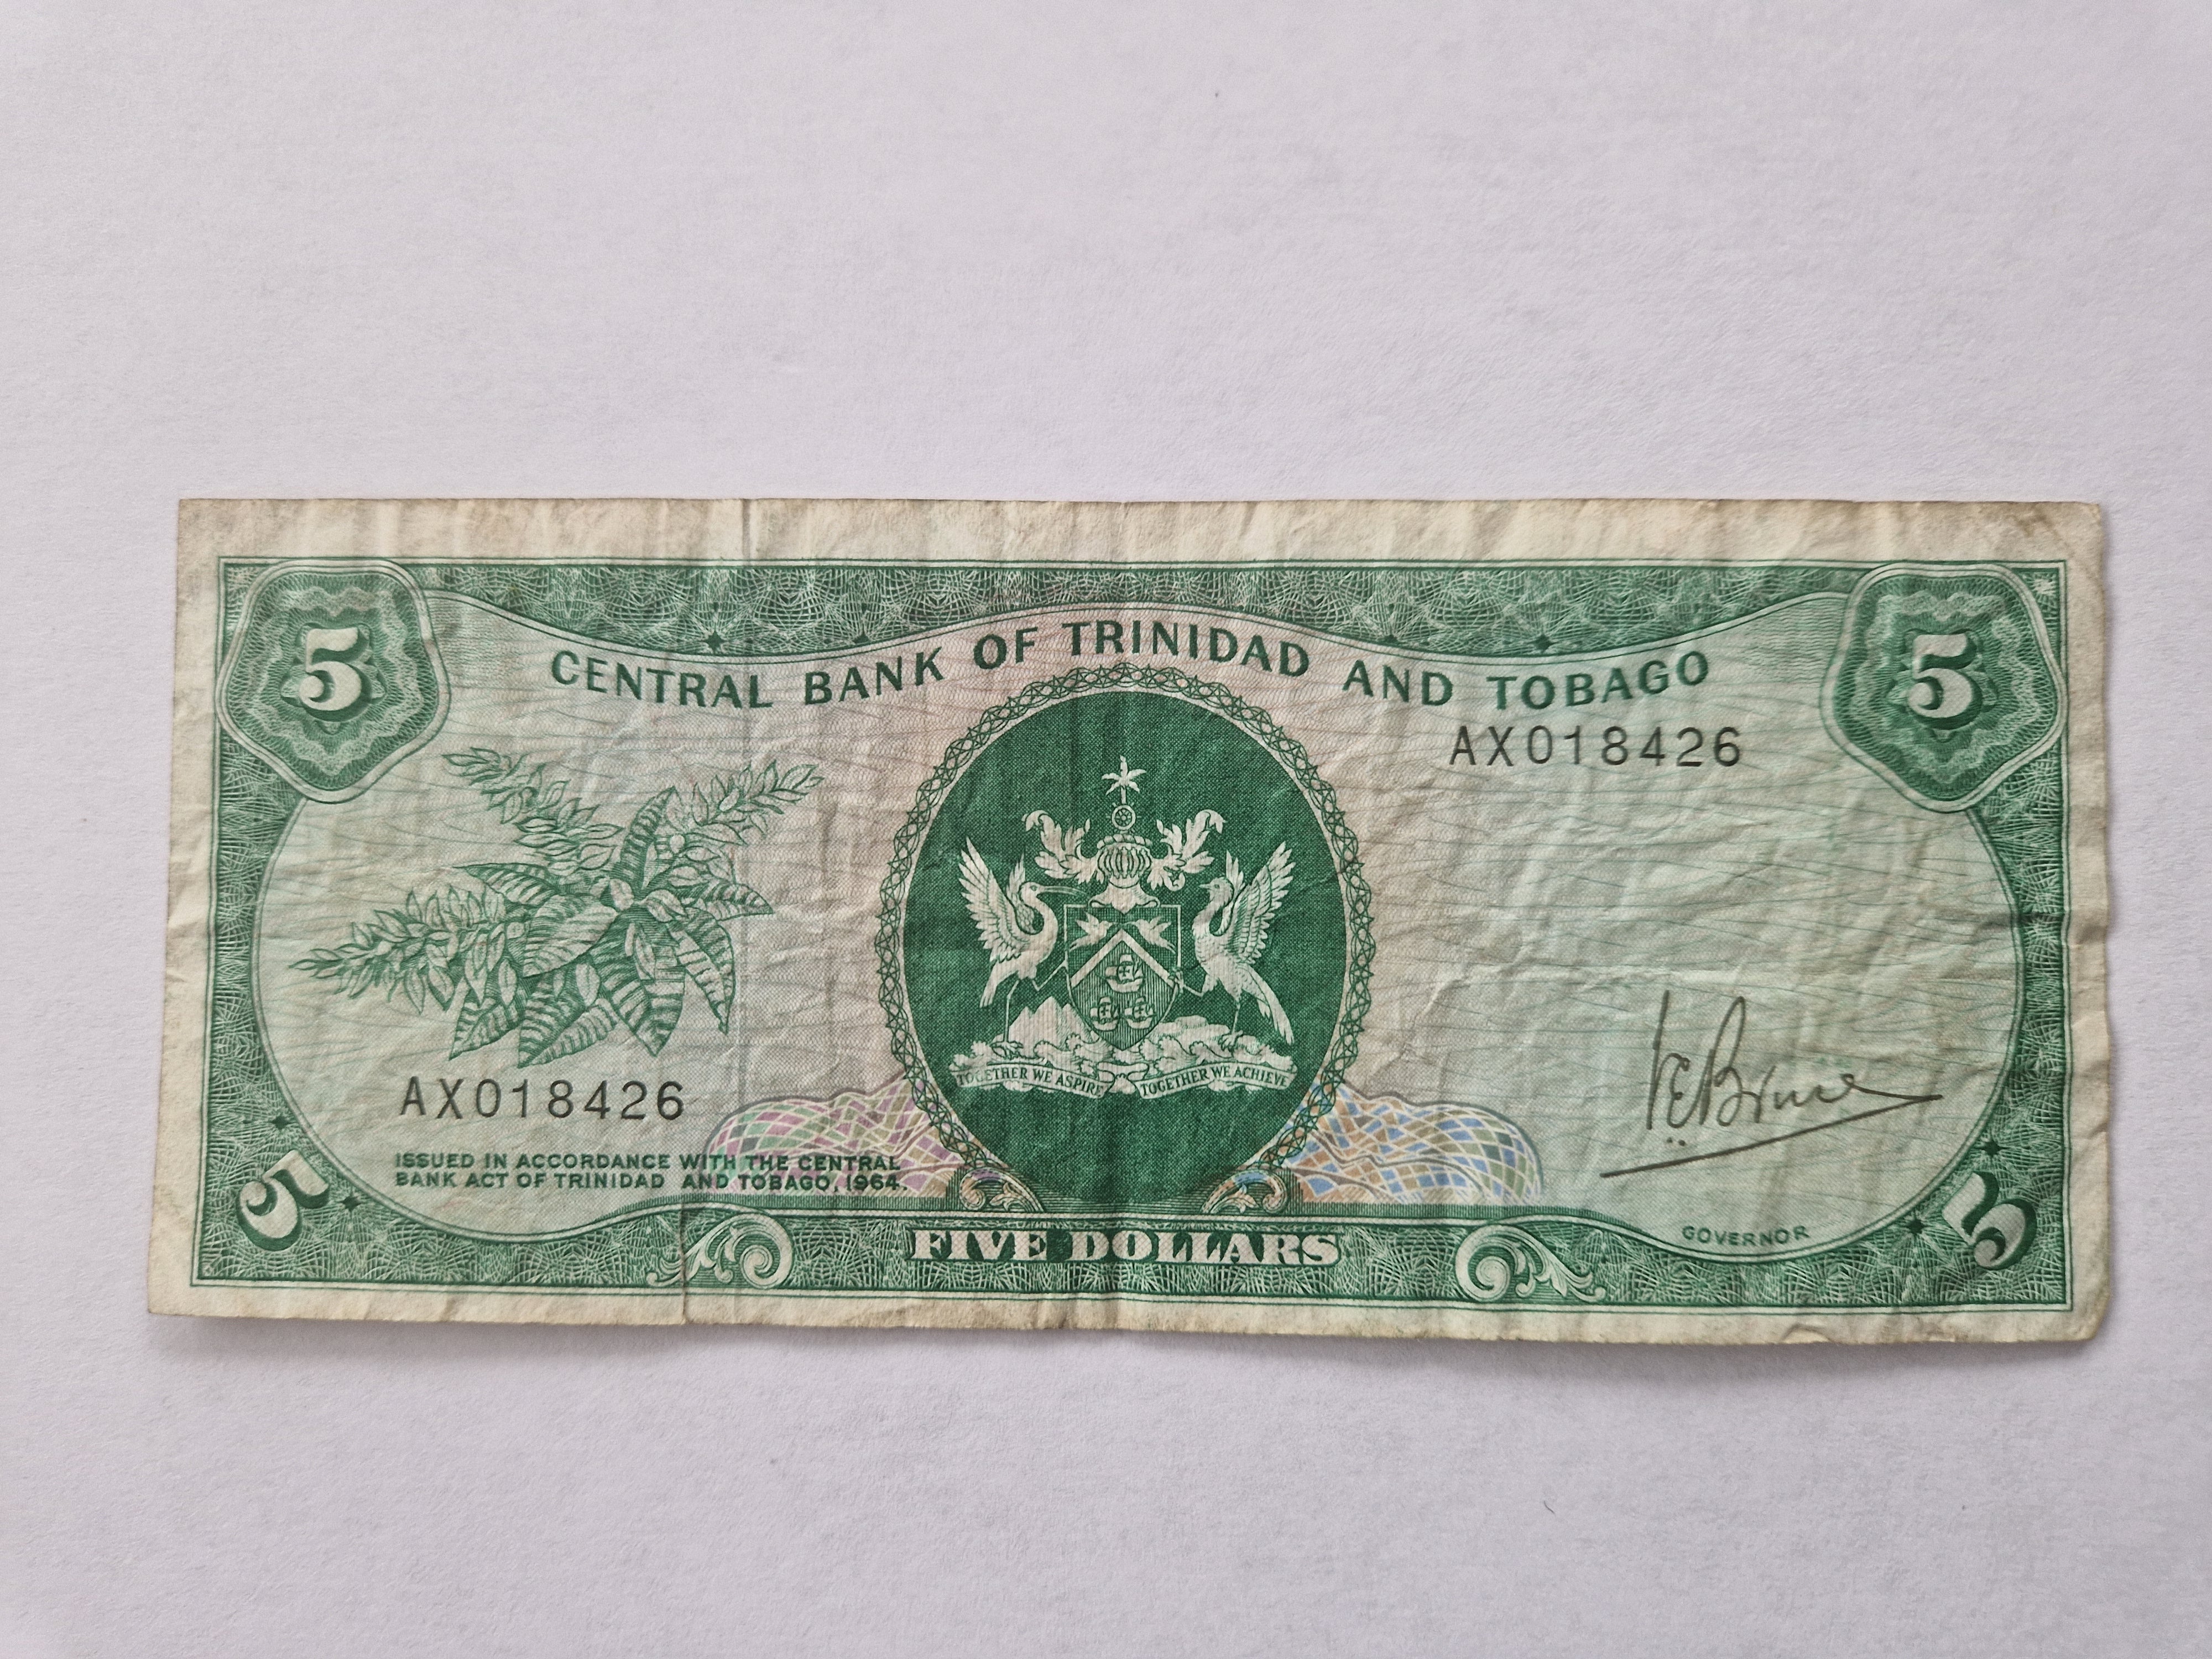 5
5
CENTRAL BANK OF TRINIDAD AND TOBAGO
AX018426
TOGETHER WE ASPIRE TOGETHER WE ACHIEVE
AX018426
ISSUED IN ACCORDANCE WITH THE CENTRAL
BANK ACT OF TRINIDAD AND TOBAGO, 1964.
5
FIVE DOLLARS
GOVERNOR
5